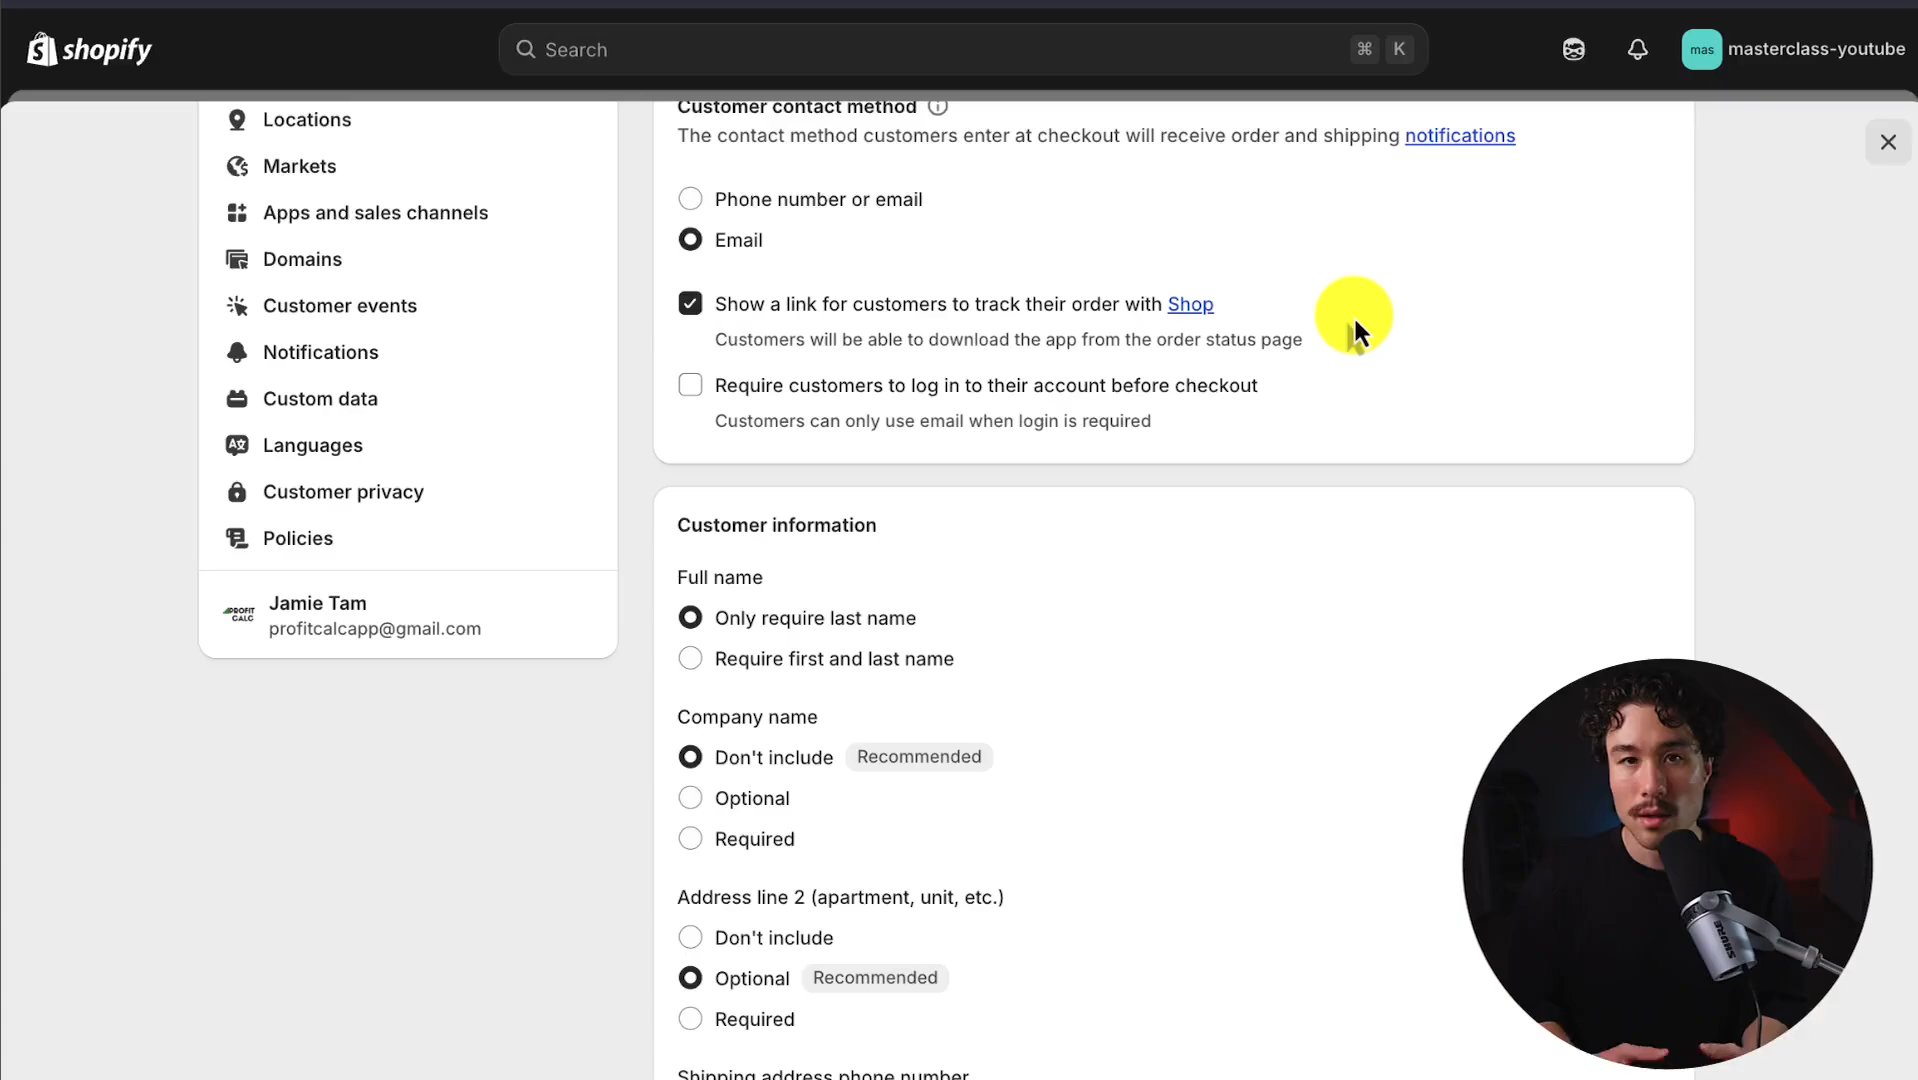 shopify
Search
⌘ K
mas
masterclass-youtube
Locations
Markets
Apps and sales channels
Domains
Customer events
Notifications
Custom data
Languages
Customer privacy
Policies
PROFIT
CALC
Jamie Tam
profitcalcapp@gmail.com
Customer contact method
The contact method customers enter at checkout will receive order and shipping notifications
Phone number or email
Email
Show a link for customers to track their order with Shop
Customers will be able to download the app from the order status page
Require customers to log in to their account before checkout
Customers can only use email when login is required
Customer information
Full name
Only require last name
Require first and last name
Company name
Don't include Recommended
Optional
Required
Address line 2 (apartment, unit, etc.)
Don't include
Optional Recommended
Required
Shipping address phone number
SHURE